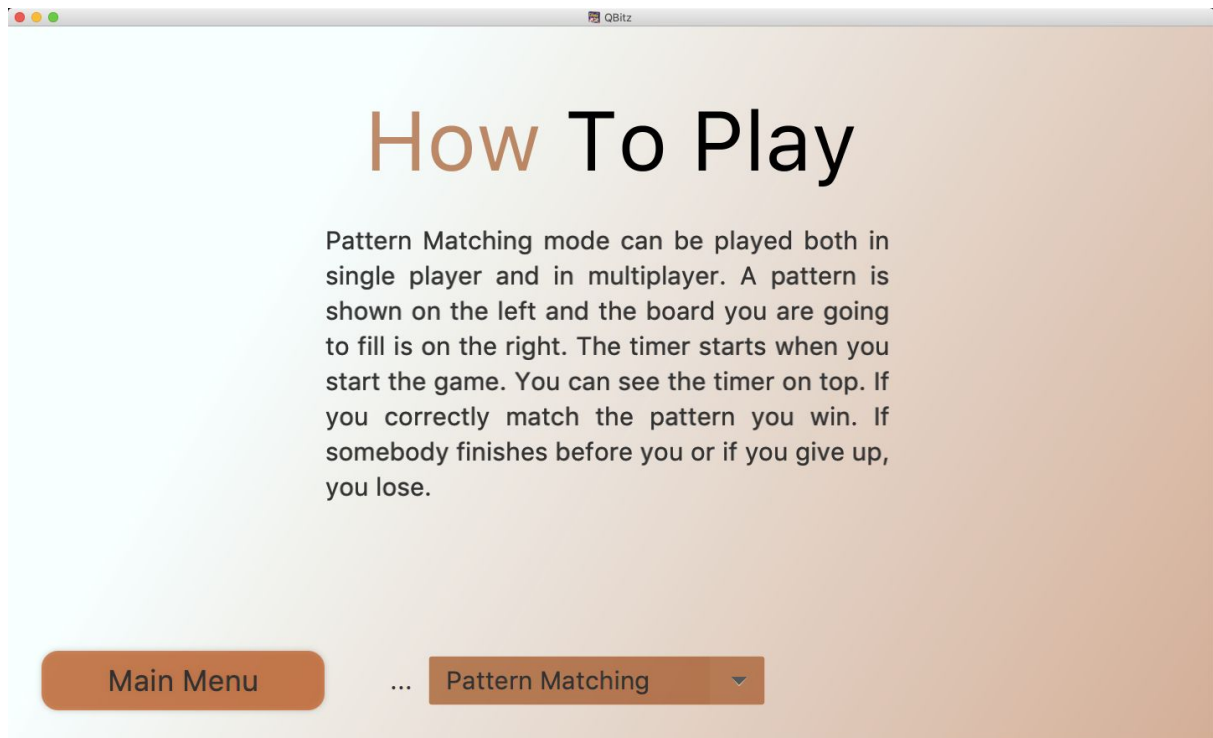 QBitz
How To Play
Pattern Matching mode can be played both in
single player and in multiplayer. A pattern is
shown on the left and the board you are going
to fill is on the right. The timer starts when you
start the game. You can see the timer on top. If
you correctly match the pattern you win. If
somebody finishes before you or if you give up,
you lose.
Main Menu
... Pattern Matching